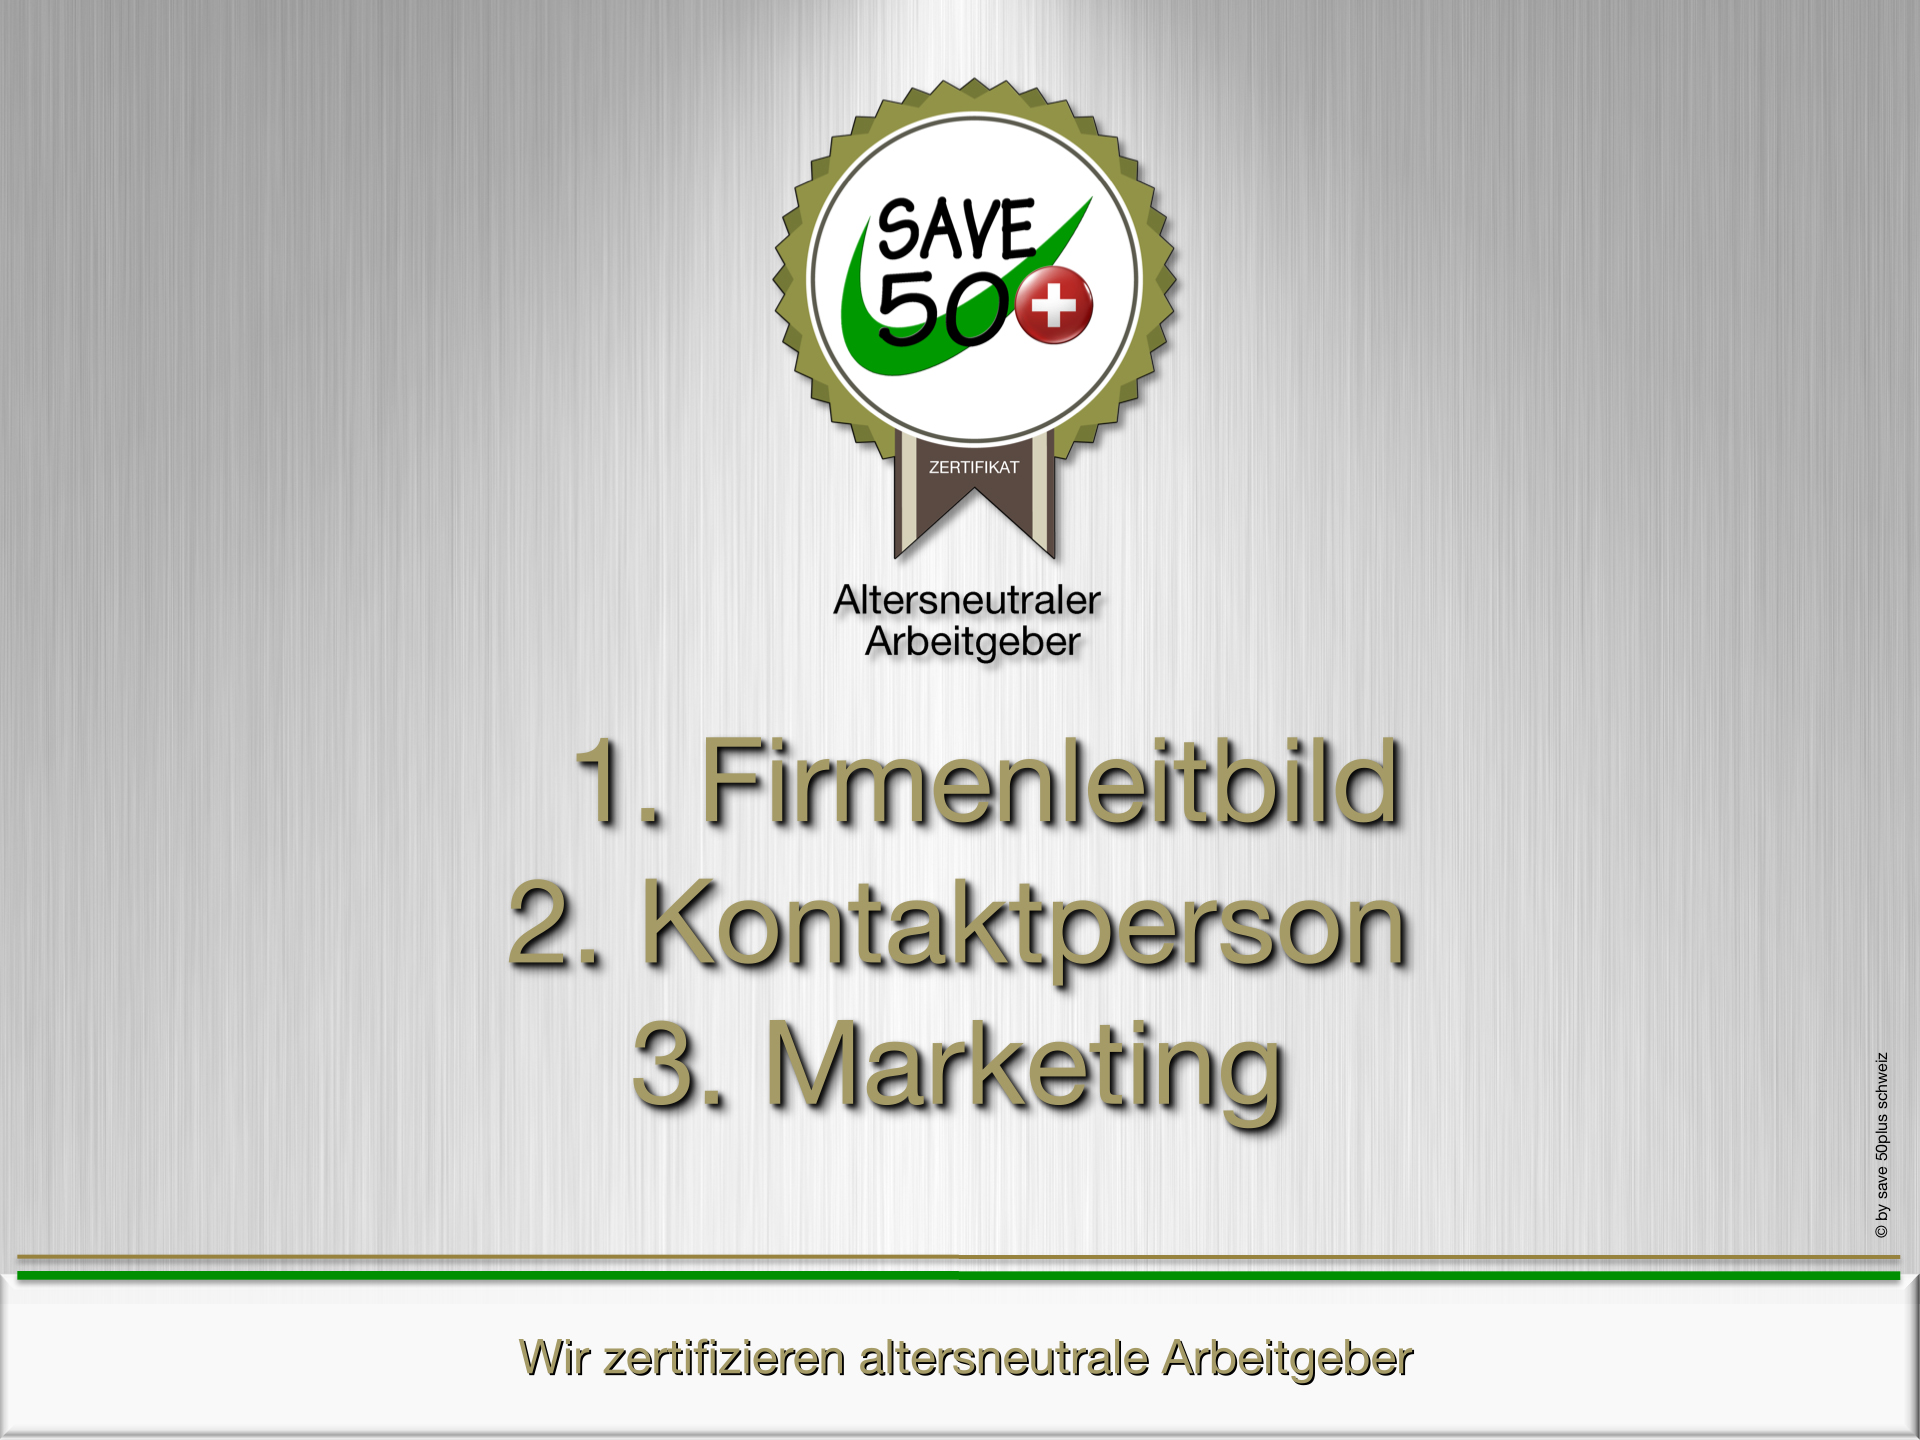 SAVE
50+
ZERTIFIKAT
Altersneutraler
Arbeitgeber
1. Firmenleitbild
2. Kontaktperson
3. Marketing
© by save 50plus schweiz
Wir zertifizieren altersneutrale Arbeitgeber